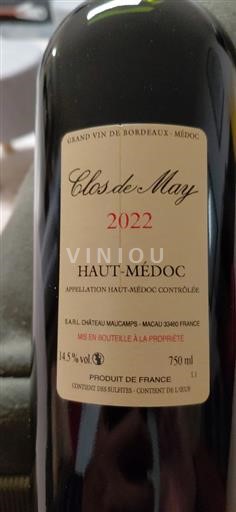 GRAND VIN DE BORDEAUX - MÉDOC
Clos de May
2022
VINIOU
HAUT-MÉDOC
APPELLATION HAUT-MÉDOC CONTRÔLÉE
S.A.R.L. CHÂTEAU MAUCAMPS - MACAU 33460 FRANCE
MIS EN BOUTEILLE À LA PROPRIÉTÉ
14.5 % vol 750 ml
L1
PRODUIT DE FRANCE
CONTIENT DES SULFITES - CONTIENT DE L'ŒUF